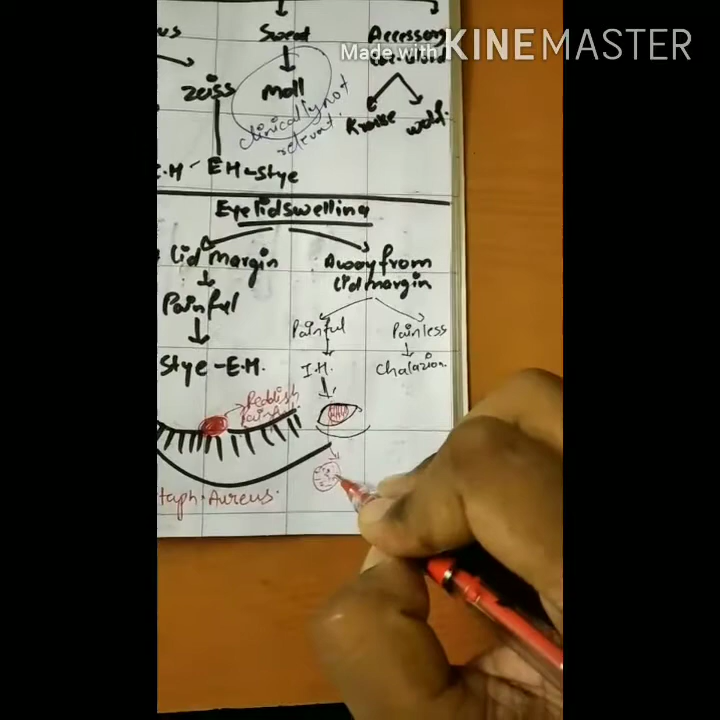 Made with KINEMASTER
Sweat
Accessory
Zeiss
Moll
clinically not
relevant.
Krause
wolf.
E.H - Stye
Eyelid swelling
Lid Margin
Away from
Lid margin
Painful
Painful
Painless
Stye - E.H.
I.H.
Chalazion.
Reddish
Staph. Aureus.